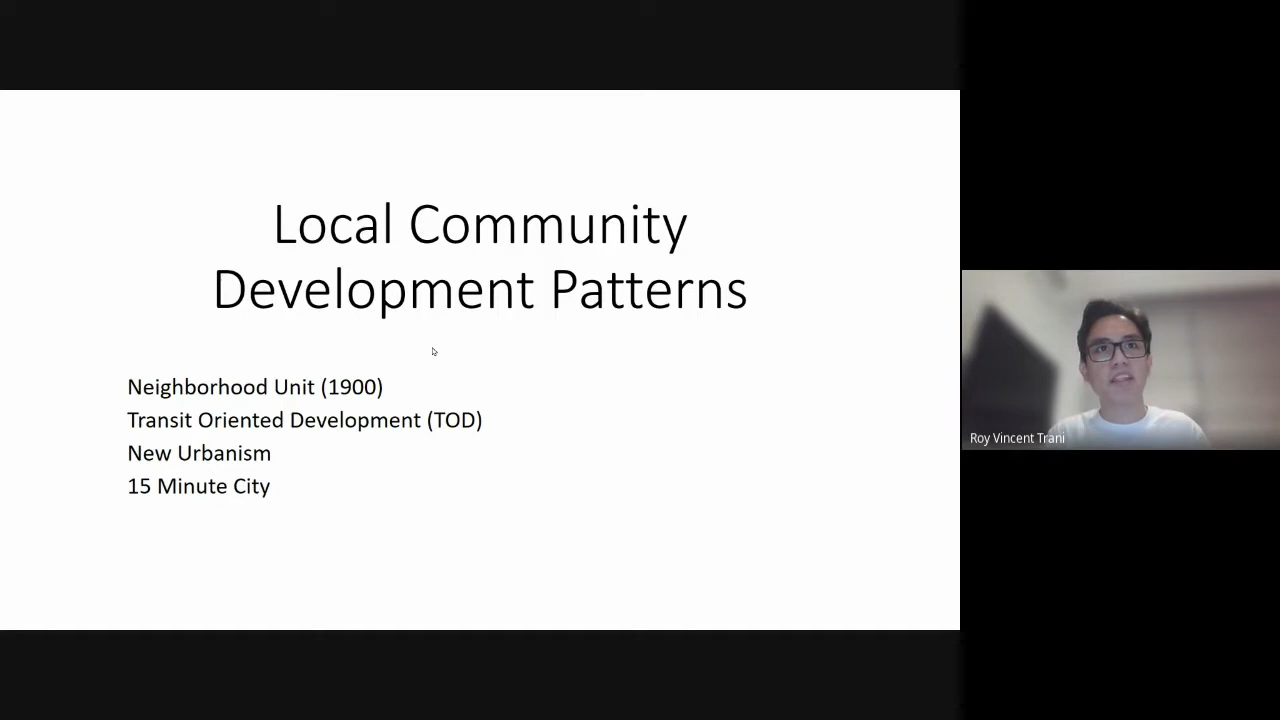 Local Community
Development Patterns
Neighborhood Unit (1900)
Transit Oriented Development (TOD)
New Urbanism
15 Minute City
Roy Vincent Trani